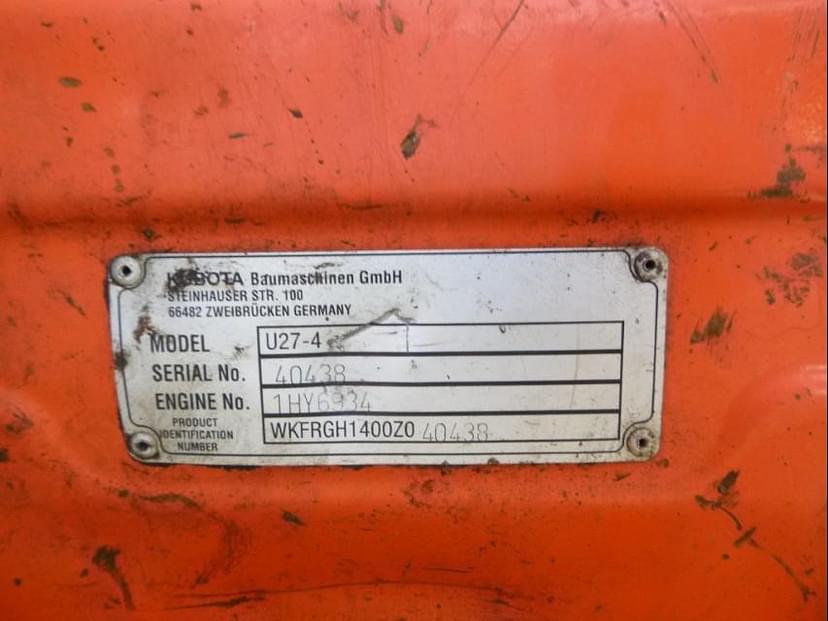 KUBOTA Baumaschinen GmbH
STEINHAUSER STR. 100
66482 ZWEIBRÜCKEN GERMANY
MODEL U27-4
SERIAL No. 40438
ENGINE No. 1HY6934
PRODUCT
IDENTIFICATION
NUMBER
WKFRGH1400Z0 40438